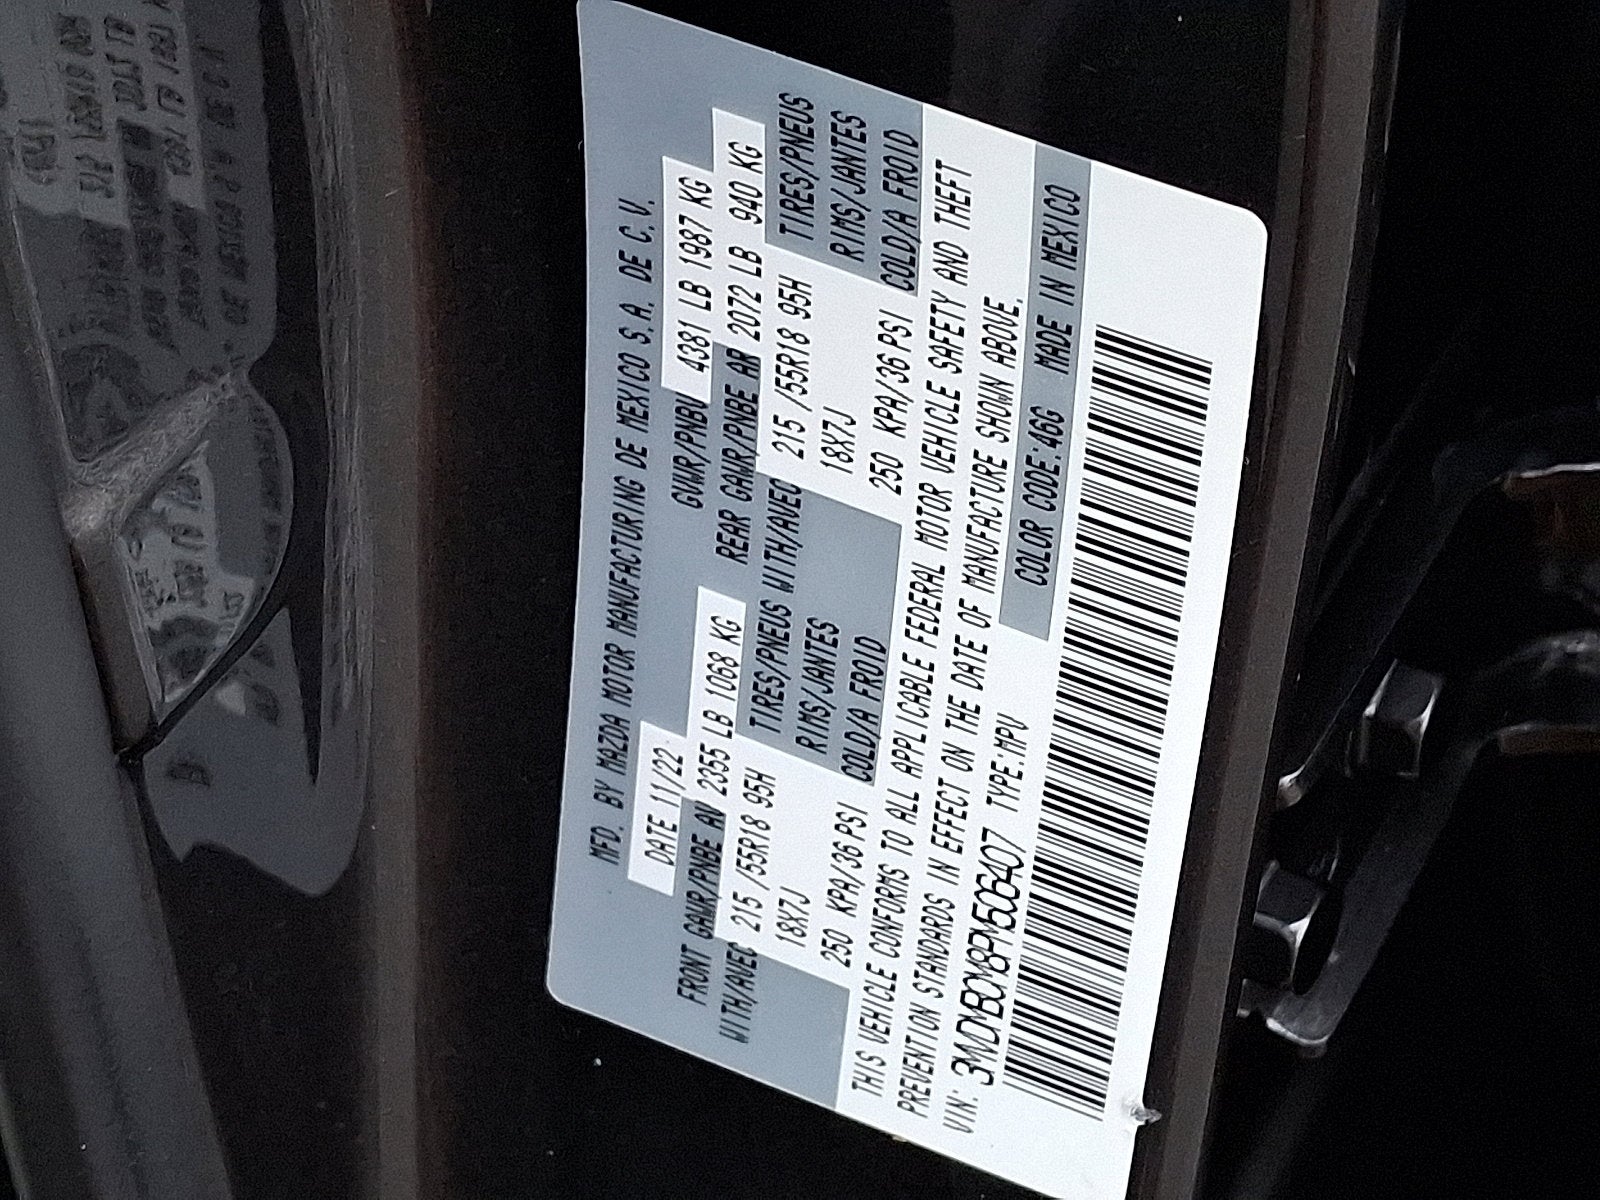 MFD. BY MAZDA MOTOR MANUFACTURING DE MEXICO S.A. DE C.V.
DATE 11/22 GVWR/PNBV 4381 LB 1987 KG
FRONT GAWR/PNBE AV 2355 LB 1068 KG REAR GAWR/PNBE AR 2072 LB 940 KG
WITH/AVEC 215 /55R18 95H TIRES/PNEUS WITH/AVEC 215 /55R18 95H TIRES/PNEUS
18X7J RIMS/JANTES 18X7J RIMS/JANTES
250 KPA/36 PSI COLD/A FROID 250 KPA/36 PSI COLD/A FROID
THIS VEHICLE CONFORMS TO ALL APPLICABLE FEDERAL MOTOR VEHICLE SAFETY AND THEFT
PREVENTION STANDARDS IN EFFECT ON THE DATE OF MANUFACTURE SHOWN ABOVE.
VIN: 3MVDMBCM8PM506407 TYPE:MPV COLOR CODE:46G MADE IN MEXICO